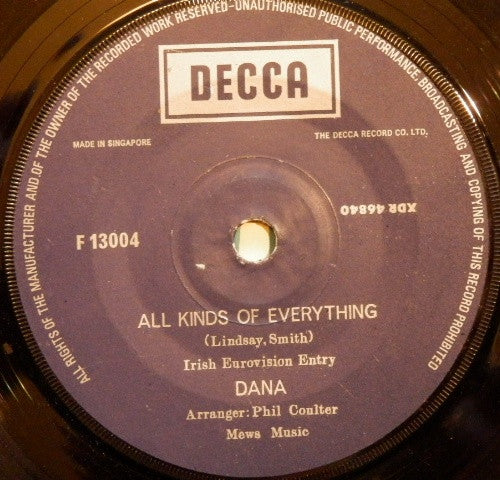 ALL RIGHTS OF THE MANUFACTURER AND OF THE OWNER OF THE RECORDED WORK RESERVED-UNAUTHORISED PUBLIC PERFORMANCE, BROADCASTING AND COPYING OF THIS RECORD PROHIBITED
DECCA
MADE IN SINGAPORE
THE DECCA RECORD CO. LTD.
XDR 46840
F 13004
ALL KINDS OF EVERYTHING
(Lindsay, Smith)
Irish Eurovision Entry
DANA
Arranger: Phil Coulter
Mews Music